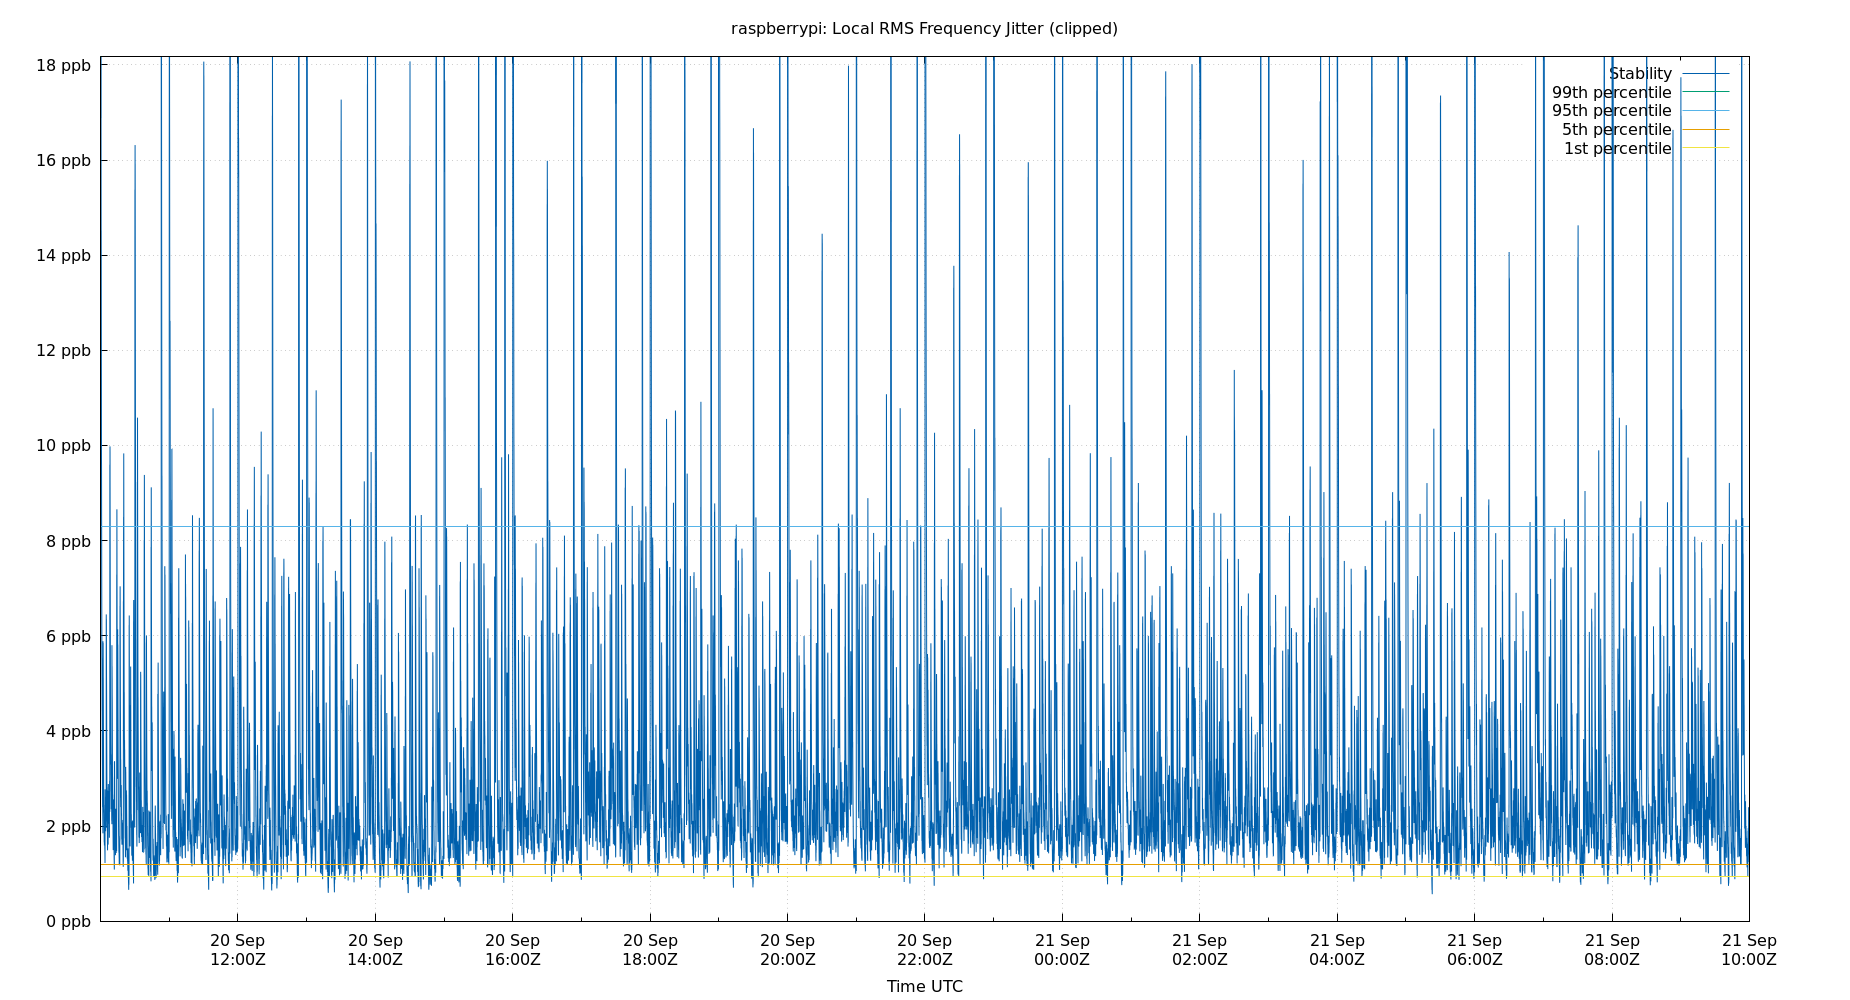 raspberrypi: Local RMS Frequency Jitter (clipped)
18 ppb
16 ppb
14 ppb
12 ppb
10 ppb
8 ppb
6 ppb
4 ppb
2 ppb
0 ppb
Stability
99th percentile
95th percentile
5th percentile
1st percentile
20 Sep
12:00Z
20 Sep
14:00Z
20 Sep
16:00Z
20 Sep
18:00Z
20 Sep
20:00Z
20 Sep
22:00Z
21 Sep
00:00Z
21 Sep
02:00Z
21 Sep
04:00Z
21 Sep
06:00Z
21 Sep
08:00Z
21 Sep
10:00Z
Time UTC